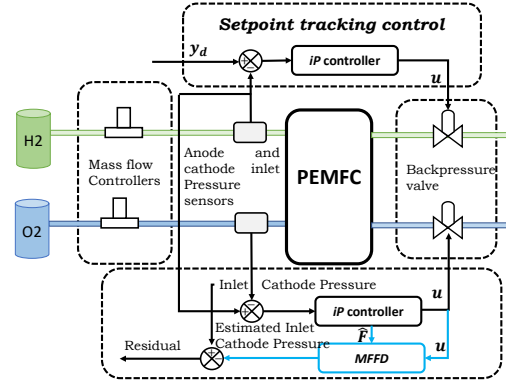 Setpoint tracking control
y_d
+
−
iP controller
u
H2
Mass flow
Controllers
Anode and
cathode inlet
Pressure
sensors
PEMFC
Backpressure
valve
O2
Inlet Cathode Pressure
+
−
iP controller
u
Estimated Inlet
Cathode Pressure
F̂
u
Residual
+
−
MFFD